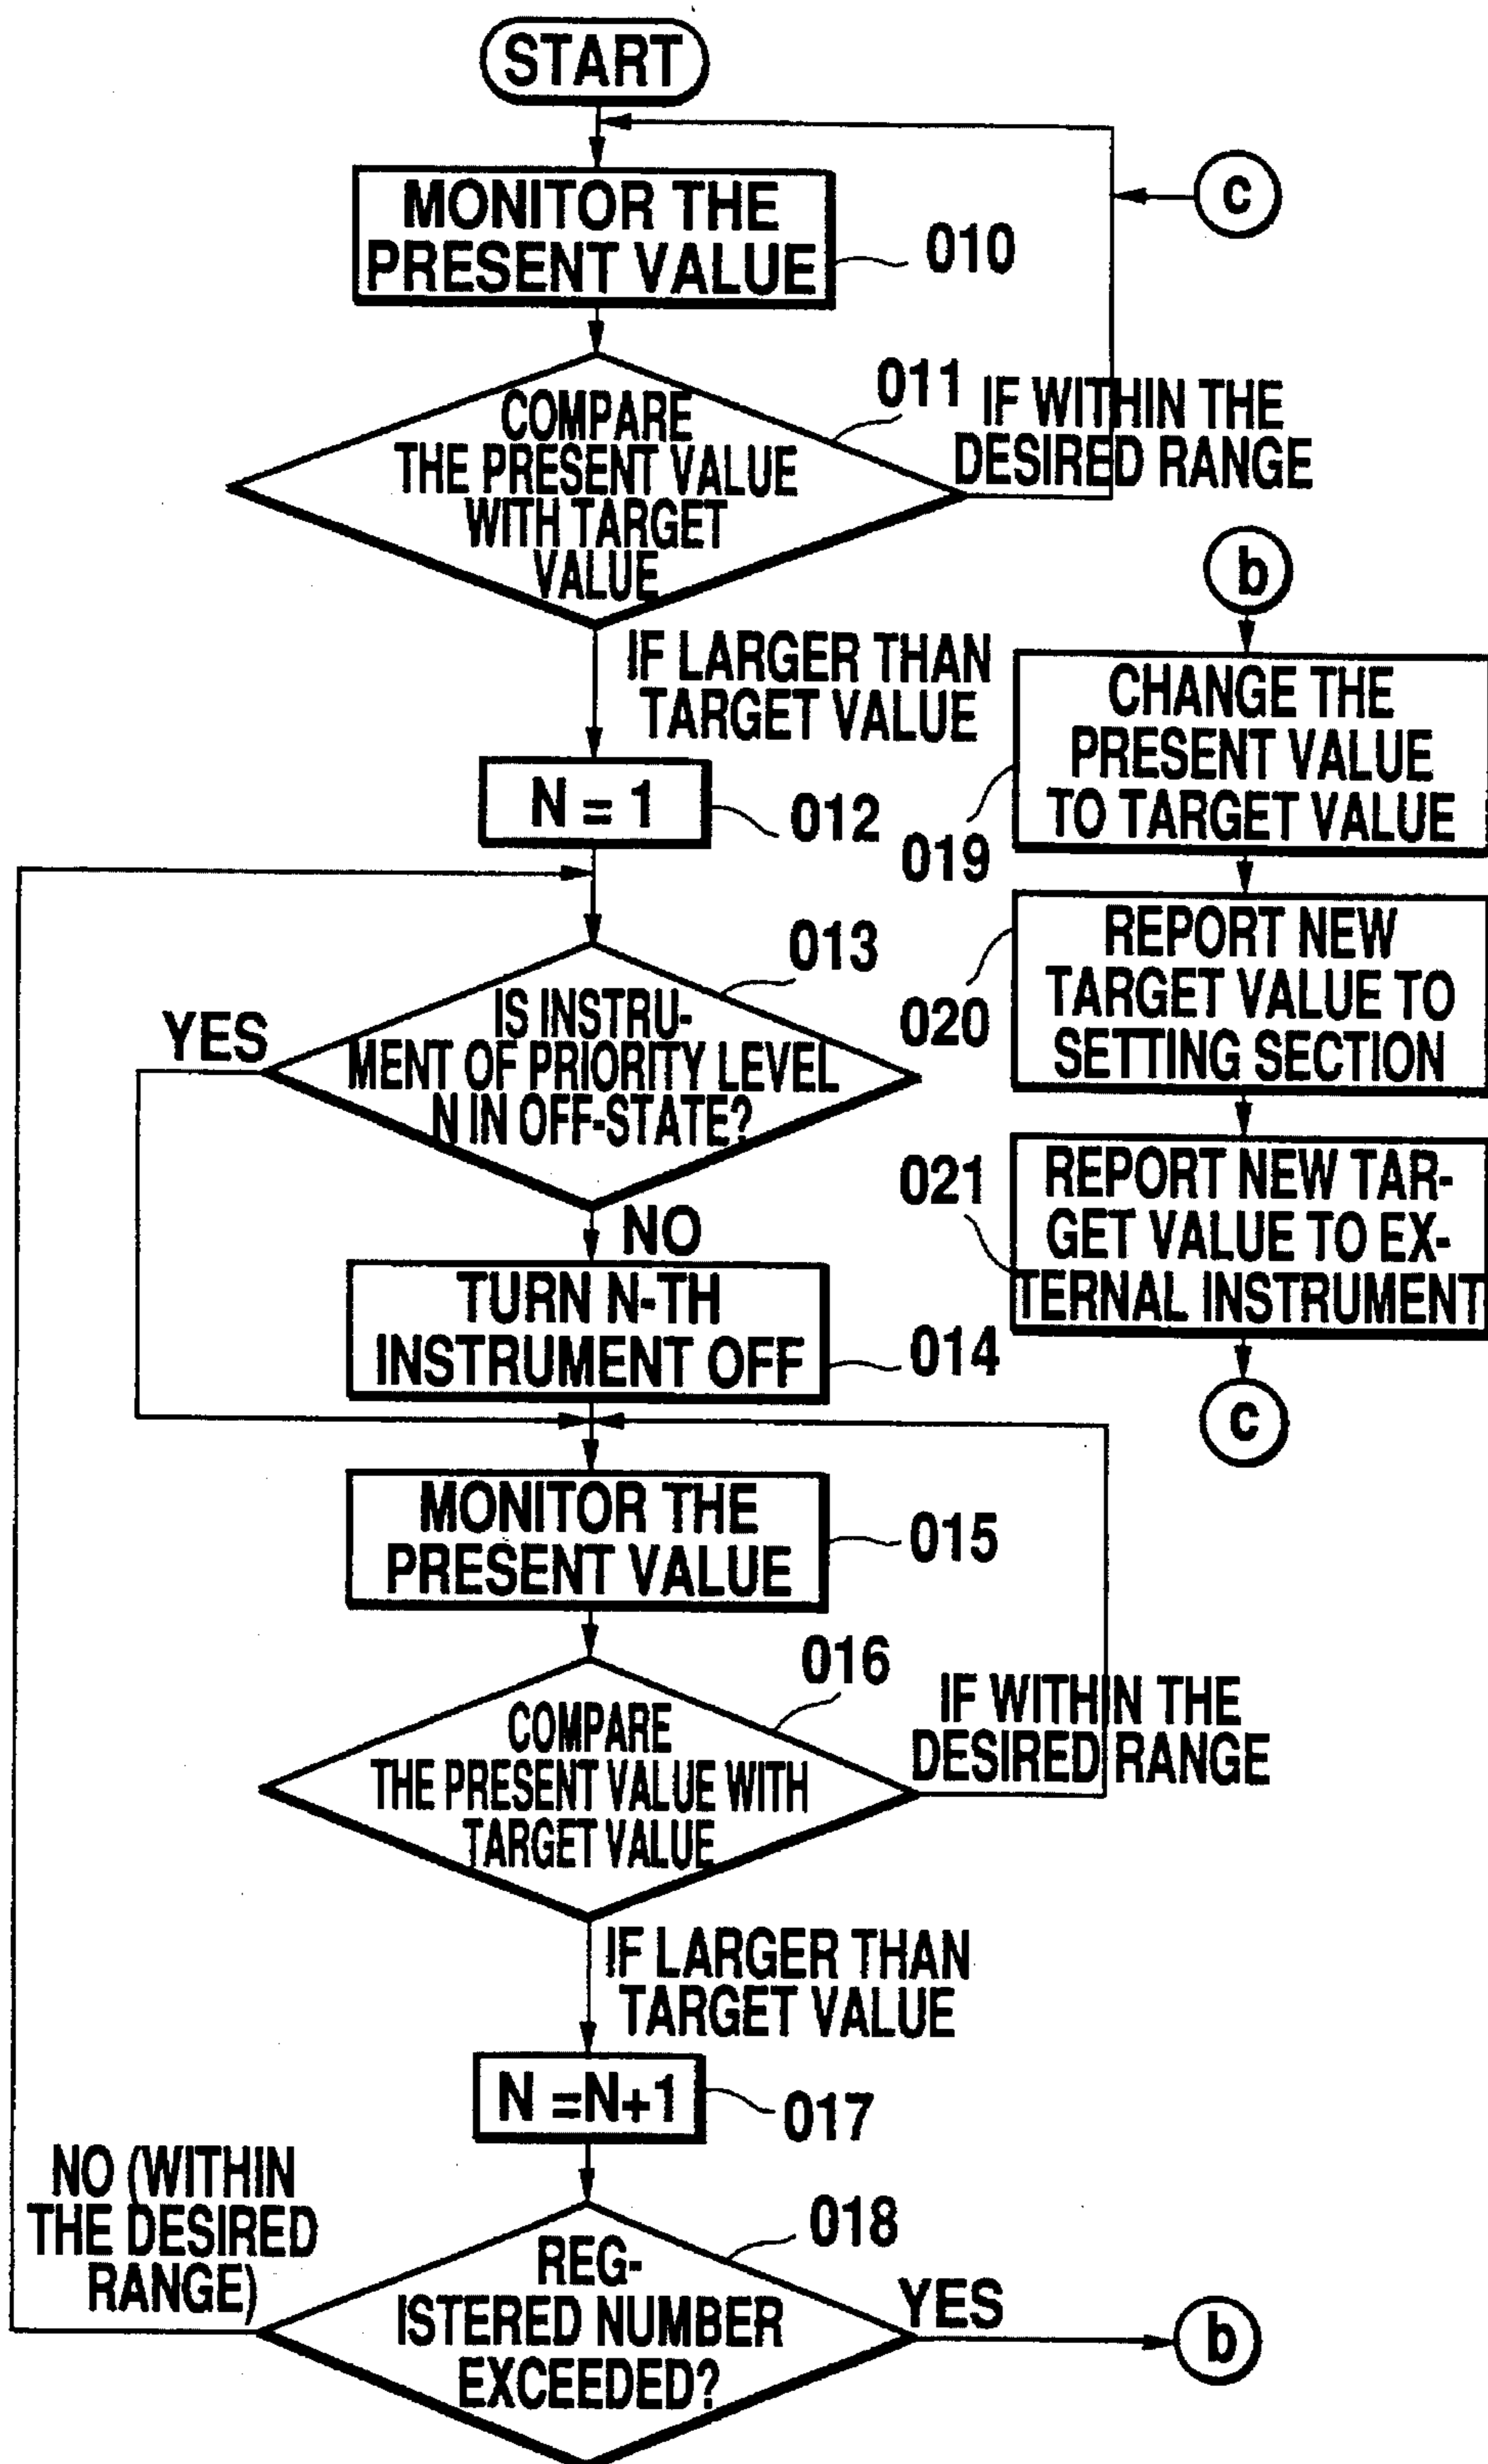 START
MONITOR THE
PRESENT VALUE
010
c
COMPARE
THE PRESENT VALUE
WITH TARGET
VALUE
011
IF WITHIN THE
DESIRED RANGE
IF LARGER THAN
TARGET VALUE
N = 1
012
IS INSTRU-
MENT OF PRIORITY LEVEL
N IN OFF-STATE?
013
YES
NO
TURN N-TH
INSTRUMENT OFF
014
MONITOR THE
PRESENT VALUE
015
COMPARE
THE PRESENT VALUE WITH
TARGET VALUE
016
IF WITHIN THE
DESIRED RANGE
IF LARGER THAN
TARGET VALUE
N =N+1
017
REG-
ISTERED NUMBER
EXCEEDED?
018
NO (WITHIN
THE DESIRED
RANGE)
YES
b
b
CHANGE THE
PRESENT VALUE
TO TARGET VALUE
019
REPORT NEW
TARGET VALUE TO
SETTING SECTION
020
REPORT NEW TAR-
GET VALUE TO EX-
TERNAL INSTRUMENT
021
c